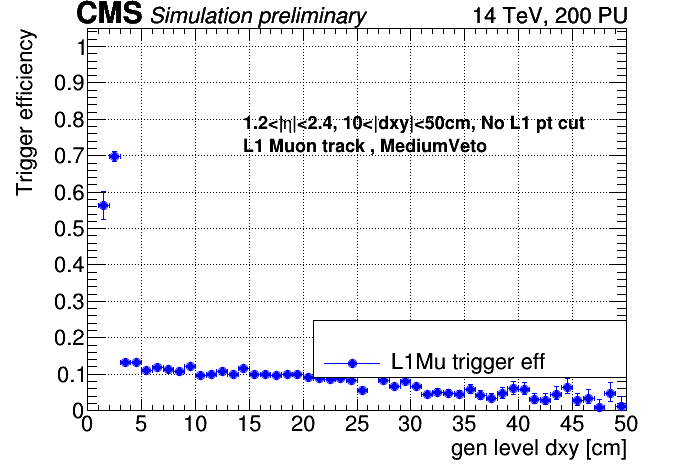 CMS Simulation preliminary 14 TeV, 200 PU
Trigger efficiency
1
0.9
0.8
0.7
0.6
0.5
0.4
0.3
0.2
0.1
0
1.2<|η|<2.4, 10<|dxy|<50cm, No L1 pt cut
L1 Muon track , MediumVeto
L1Mu trigger eff
0 5 10 15 20 25 30 35 40 45 50
gen level dxy [cm]